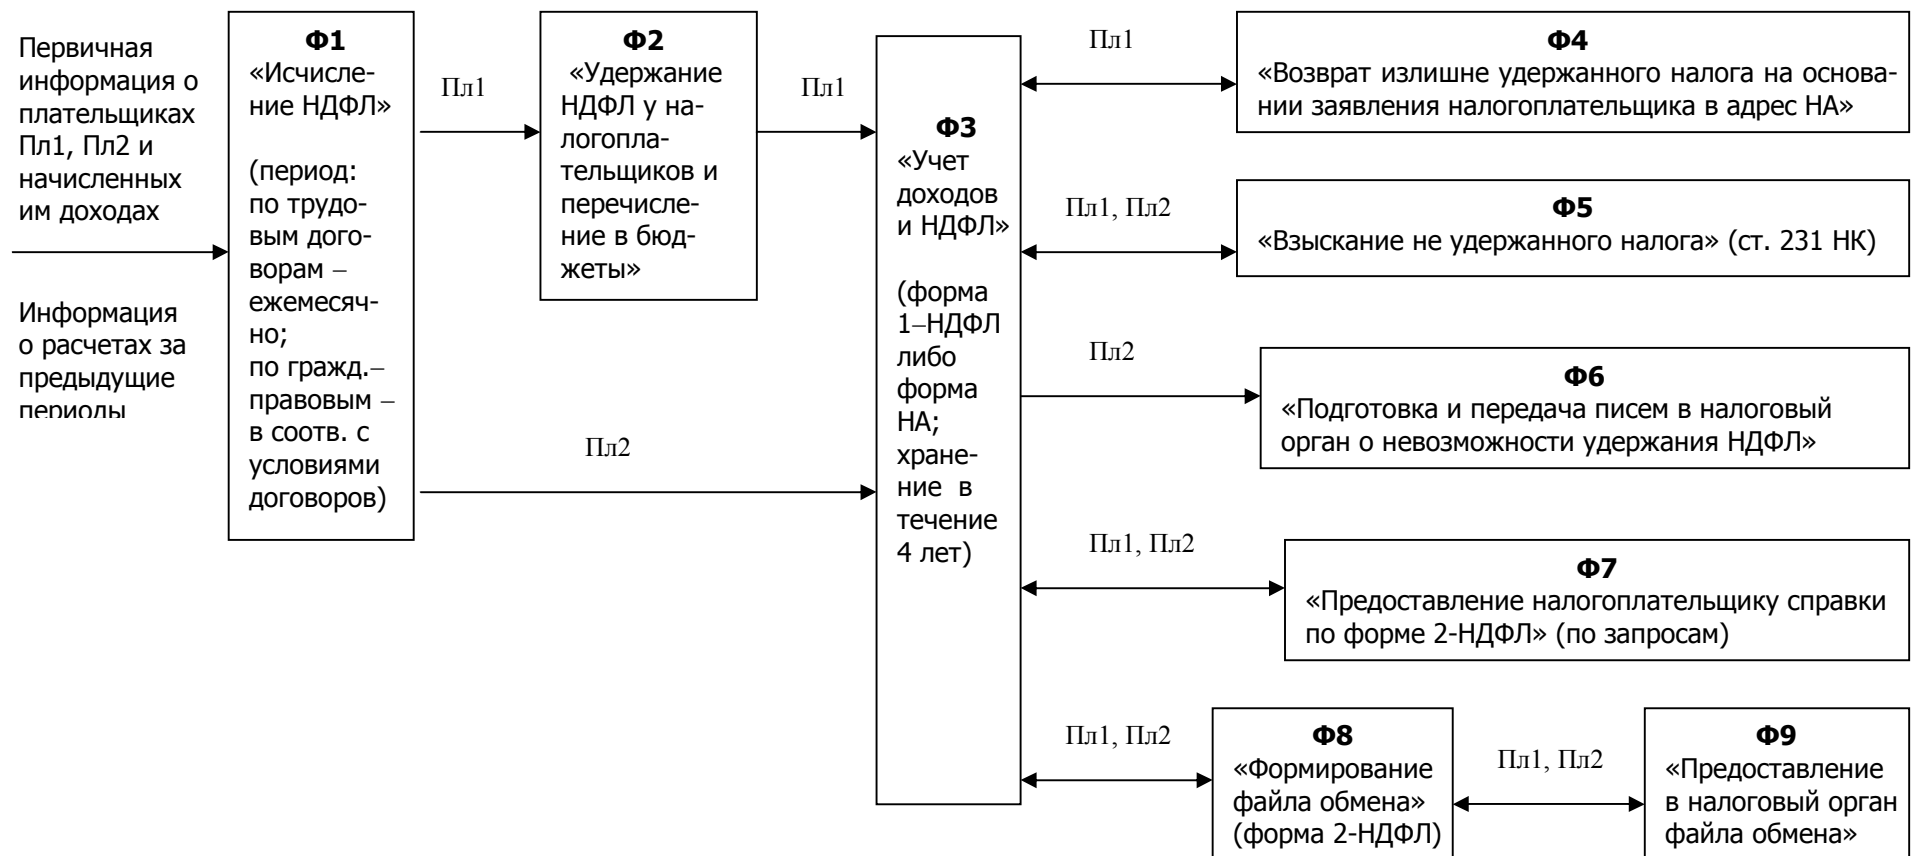 Первичная
информация о
плательщиках
Пл1, Пл2 и
начисленных
им доходах
Информация
о расчетах за
предыдущие
периоды
Ф1
«Исчисле-
ние НДФЛ»
(период:
по трудо-
вым дого-
ворам –
ежемесяч-
но;
по гражд.–
правовым –
в соотв. с
условиями
договоров)
Пл1
Пл2
Ф2
«Удержание
НДФЛ у на-
логопла-
тельщиков и
перечисле-
ние в бюд-
жеты»
Пл1
Ф3
«Учет
доходов
и НДФЛ»
(форма
1–НДФЛ
либо
форма
НА;
хране-
ние в
течение
4 лет)
Пл1
Ф4
«Возврат излишне удержанного налога на основа-
нии заявления налогоплательщика в адрес НА»
Пл1, Пл2
Ф5
«Взыскание не удержанного налога» (ст. 231 НК)
Пл2
Ф6
«Подготовка и передача писем в налоговый
орган о невозможности удержания НДФЛ»
Пл1, Пл2
Ф7
«Предоставление налогоплательщику справки
по форме 2-НДФЛ» (по запросам)
Пл1, Пл2
Ф8
«Формирование
файла обмена»
(форма 2-НДФЛ)
Пл1, Пл2
Ф9
«Предоставление
в налоговый орган
файла обмена»